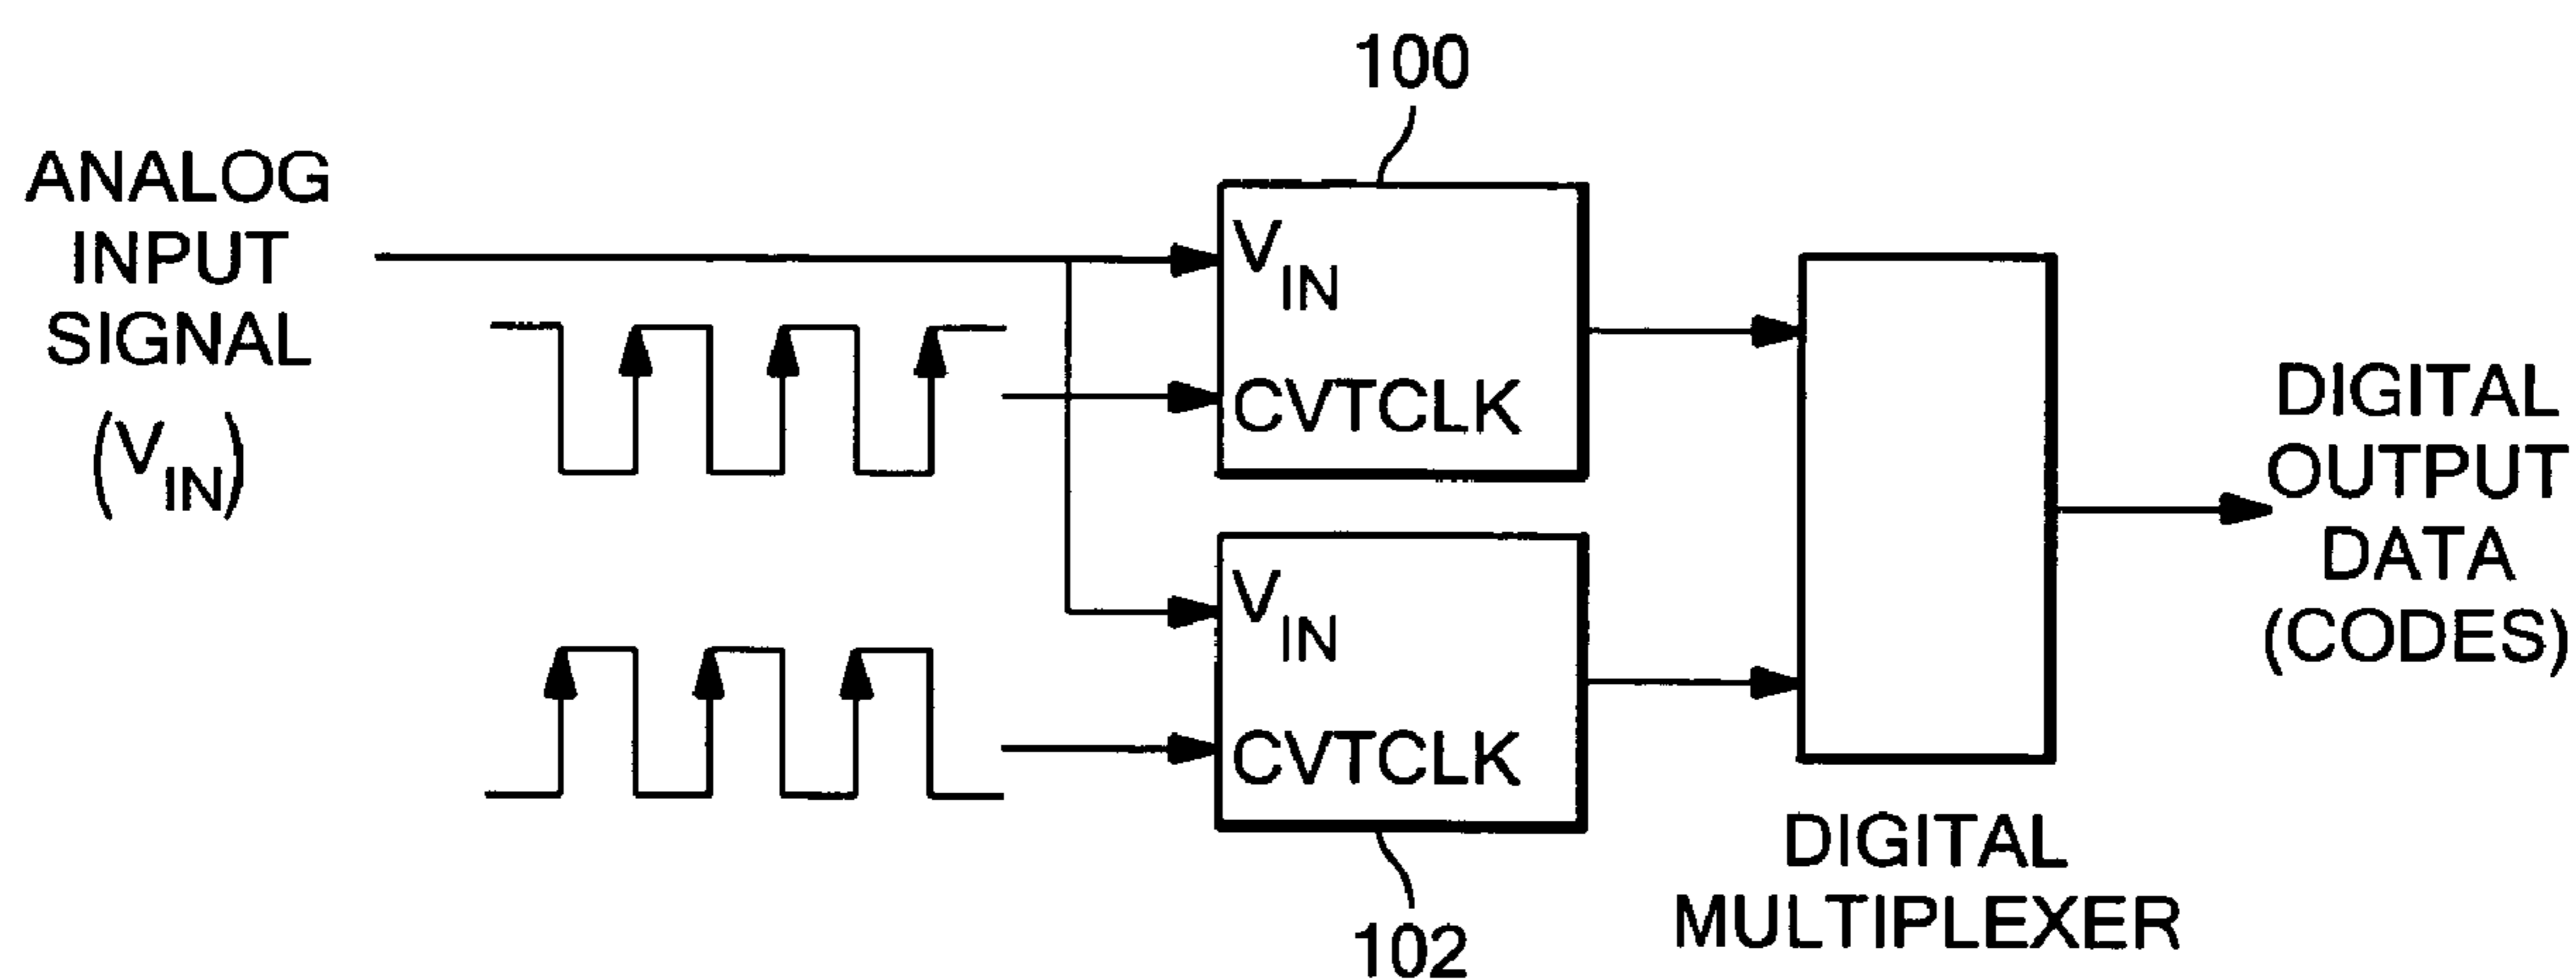 100
ANALOG
INPUT
SIGNAL
(VIN)
VIN
CVTCLK
VIN
CVTCLK
102
DIGITAL
MULTIPLEXER
DIGITAL
OUTPUT
DATA
(CODES)